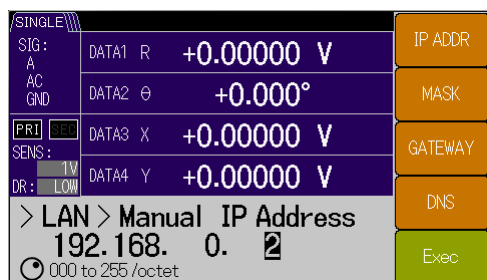 SINGLE
SIG:
A
AC
GND
PRI SEC
SENS:
1V
DR: LOW
DATA1 R +0.00000 V
DATA2 θ +0.000°
DATA3 X +0.00000 V
DATA4 Y +0.00000 V
> LAN > Manual IP Address
192.168. 0. 2
000 to 255 /octet
IP ADDR
MASK
GATEWAY
DNS
Exec